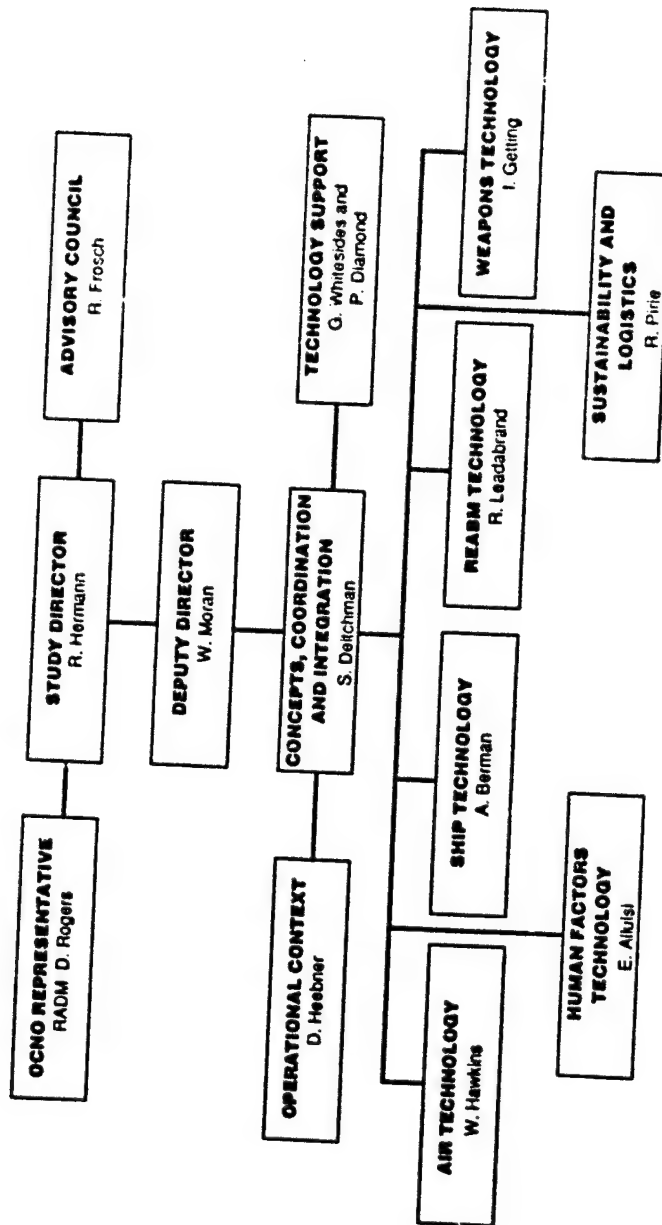 OCNO REPRESENTATIVE
RADM D. Rogers
STUDY DIRECTOR
R. Hermann
ADVISORY COUNCIL
R. Frosch
DEPUTY DIRECTOR
W. Moran
OPERATIONAL CONTEXT
D. Heebner
CONCEPTS, COORDINATION
AND INTEGRATION
S. Deitchman
TECHNOLOGY SUPPORT
G. Whitesides and
P. Diamond
AIR TECHNOLOGY
W. Hawkins
SHIP TECHNOLOGY
A. Berman
REABM TECHNOLOGY
R. Leadabrand
WEAPONS TECHNOLOGY
I. Getting
HUMAN FACTORS
TECHNOLOGY
E. Alluisi
SUSTAINABILITY AND
LOGISTICS
R. Pirie